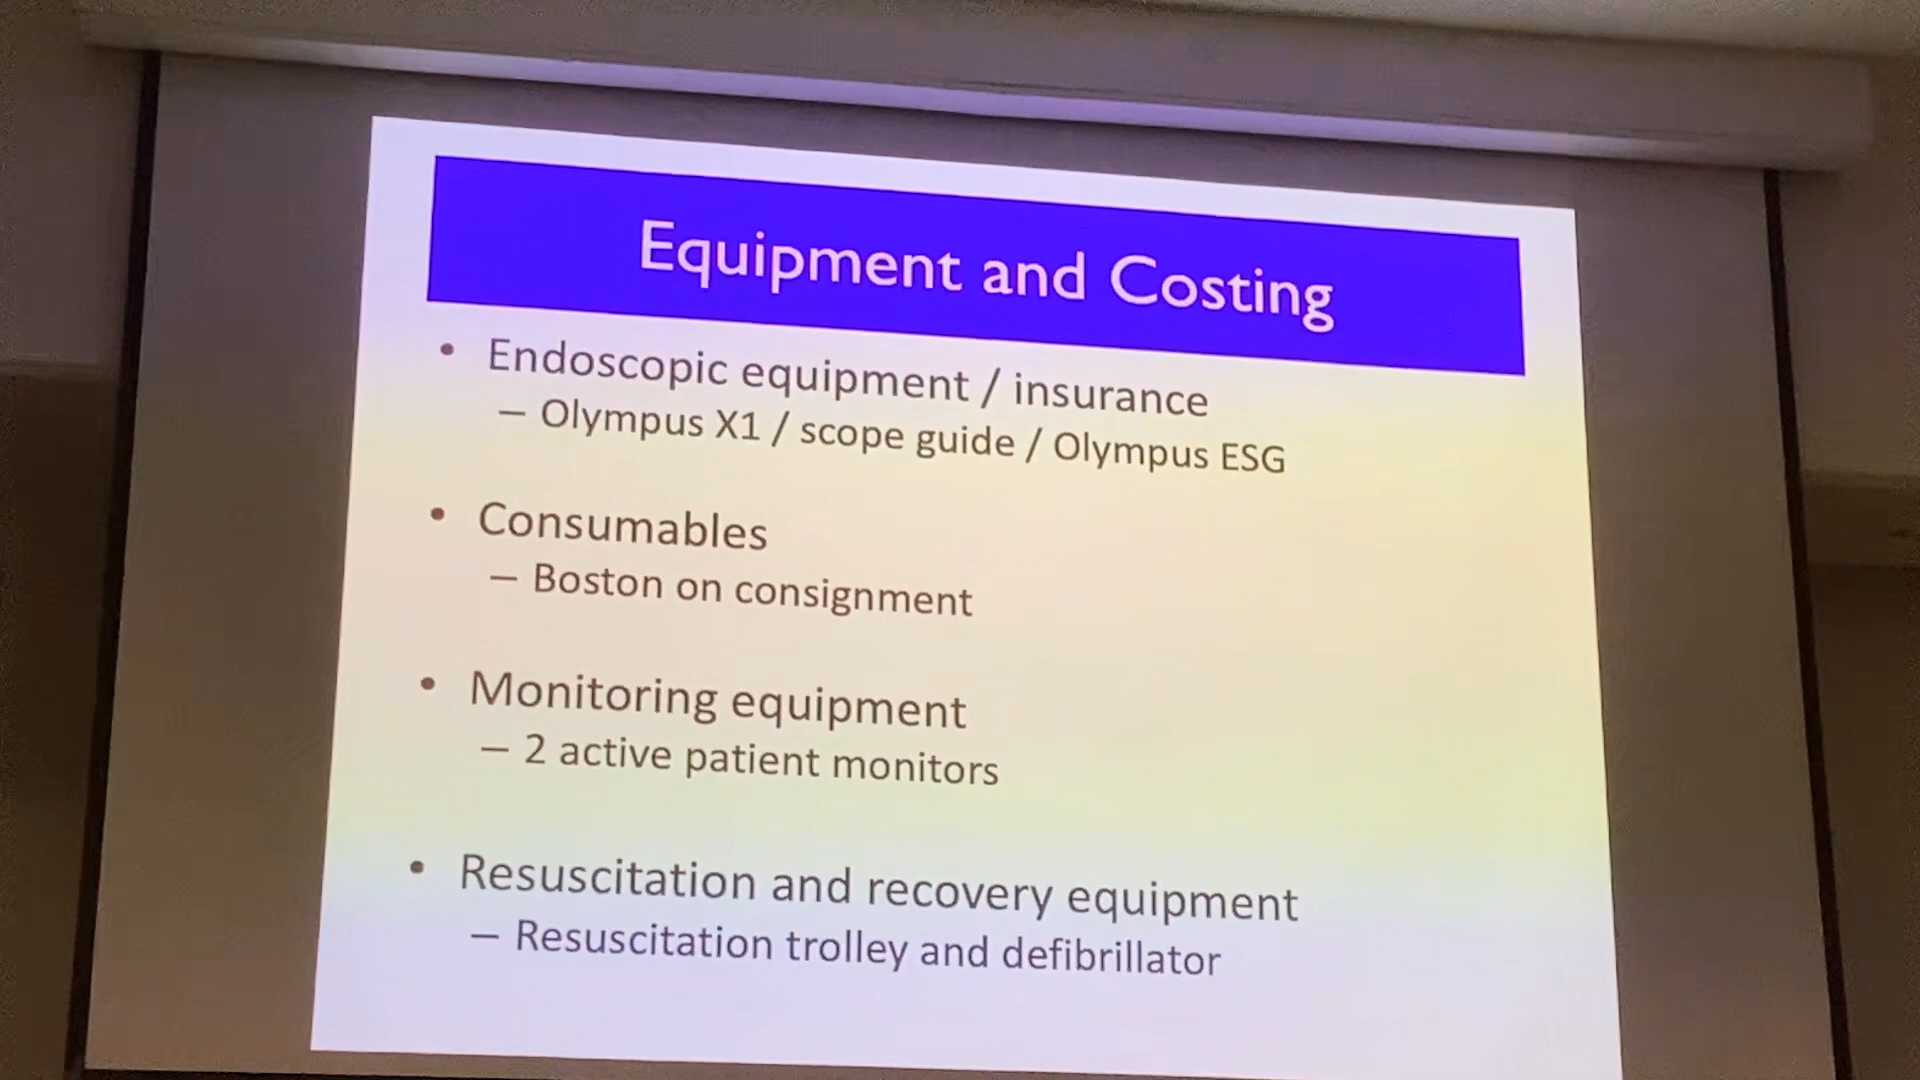 Equipment and Costing
• Endoscopic equipment / insurance
– Olympus X1 / scope guide / Olympus ESG
• Consumables
– Boston on consignment
• Monitoring equipment
– 2 active patient monitors
• Resuscitation and recovery equipment
– Resuscitation trolley and defibrillator